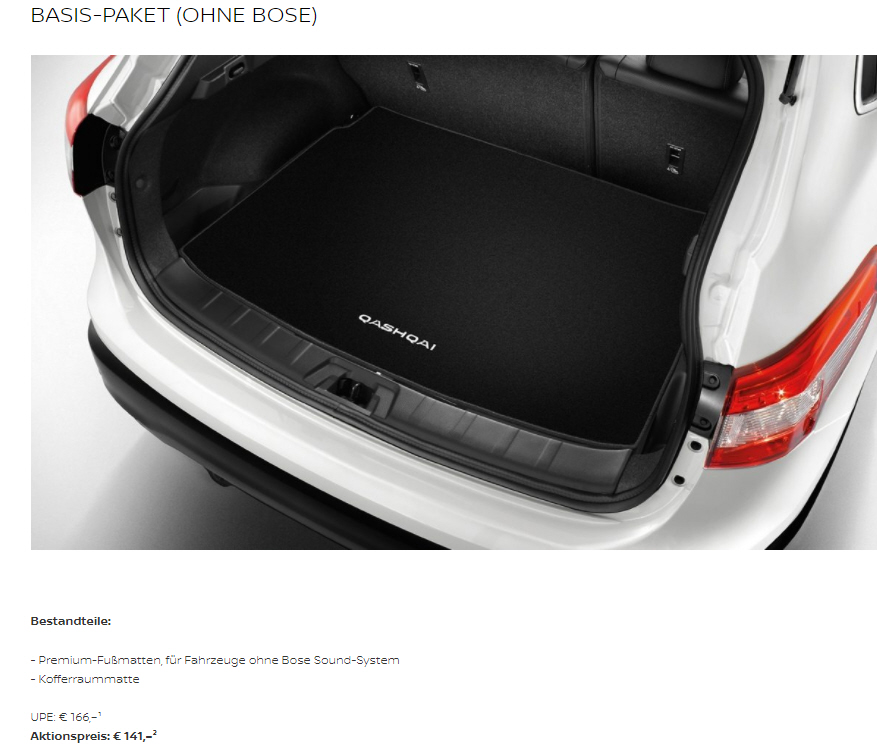 BASIS-PAKET (OHNE BOSE)
QASHQAI
Bestandteile:
- Premium-Fußmatten, für Fahrzeuge ohne Bose Sound-System
- Kofferraummatte
UPE: € 166,–¹
Aktionspreis: € 141,–²